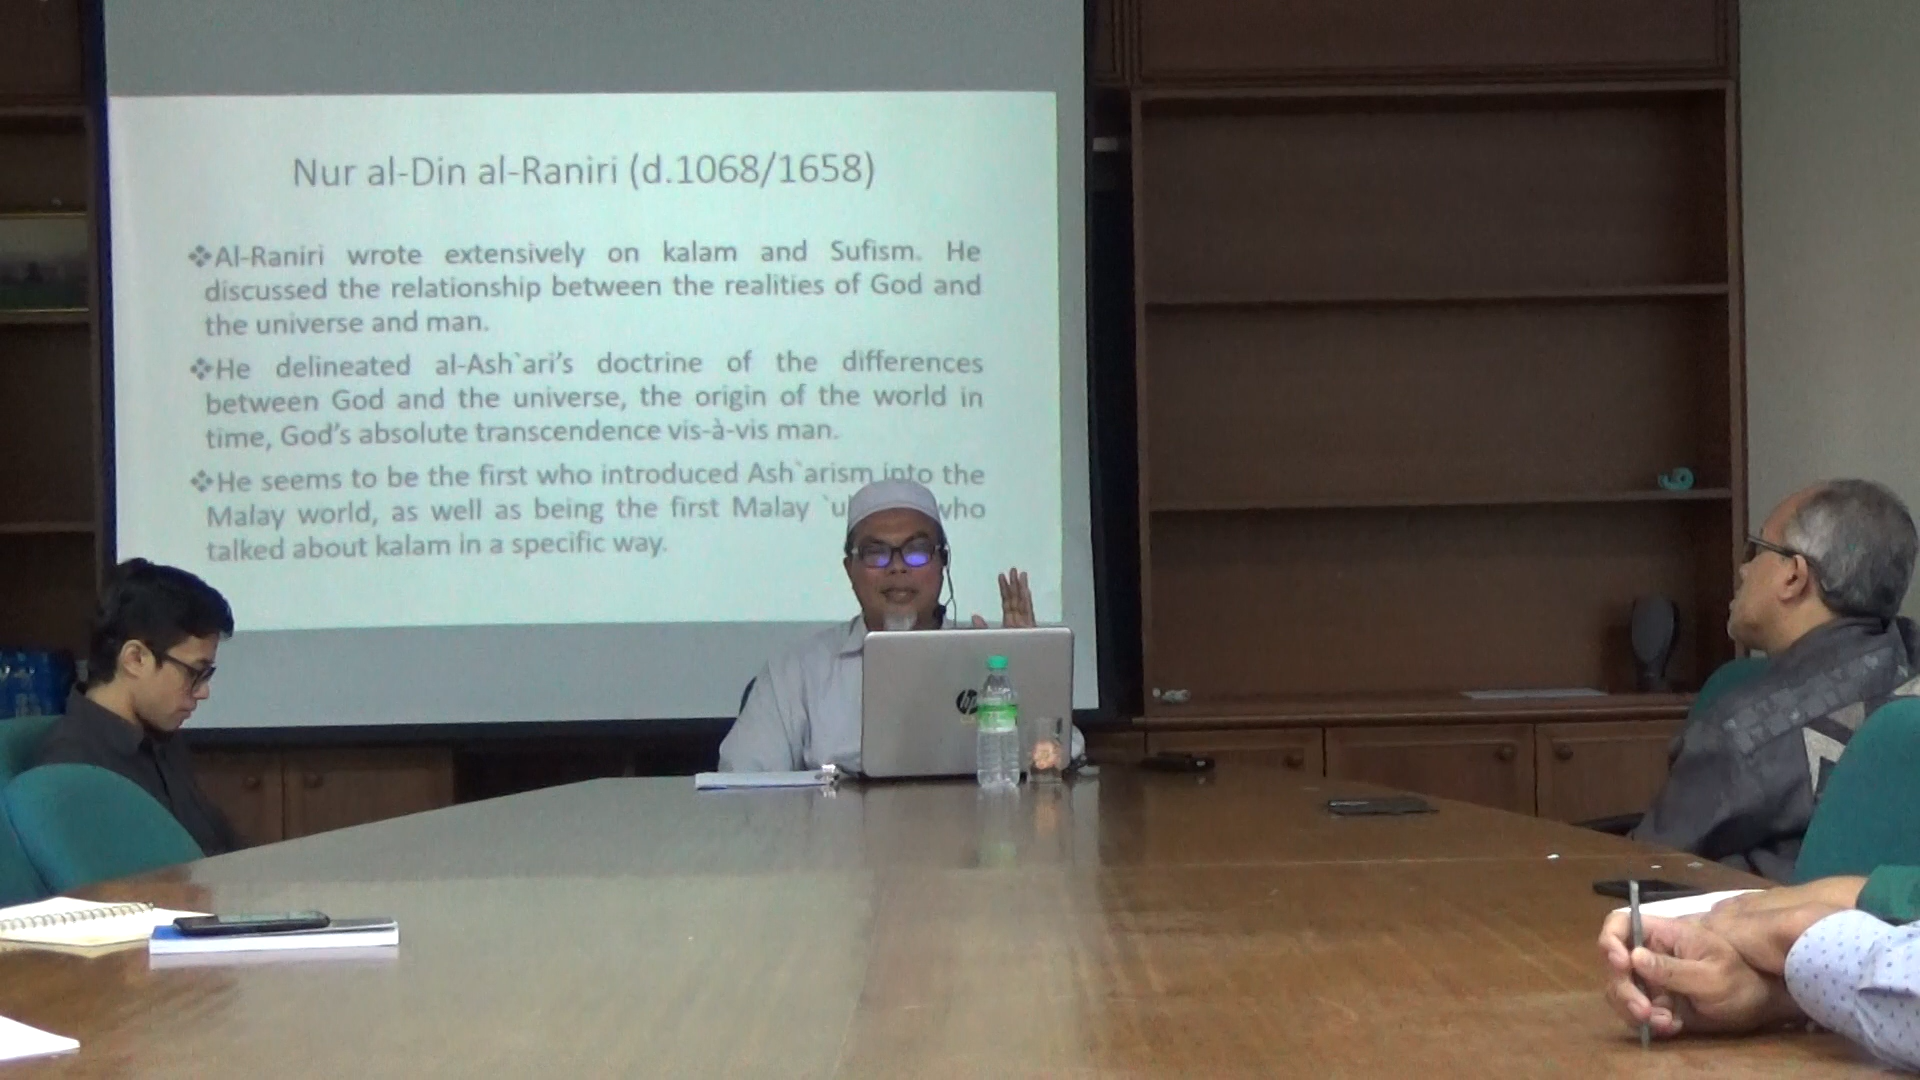 Nur al-Din al-Raniri (d.1068/1658)
❖Al-Raniri wrote extensively on kalam and Sufism. He
discussed the relationship between the realities of God and
the universe and man.
❖He delineated al-Ash`ari's doctrine of the differences
between God and the universe, the origin of the world in
time, God's absolute transcendence vis-à-vis man.
❖He seems to be the first who introduced Ash`arism into the
Malay world, as well as being the first Malay who
talked about kalam in a specific way.
hp